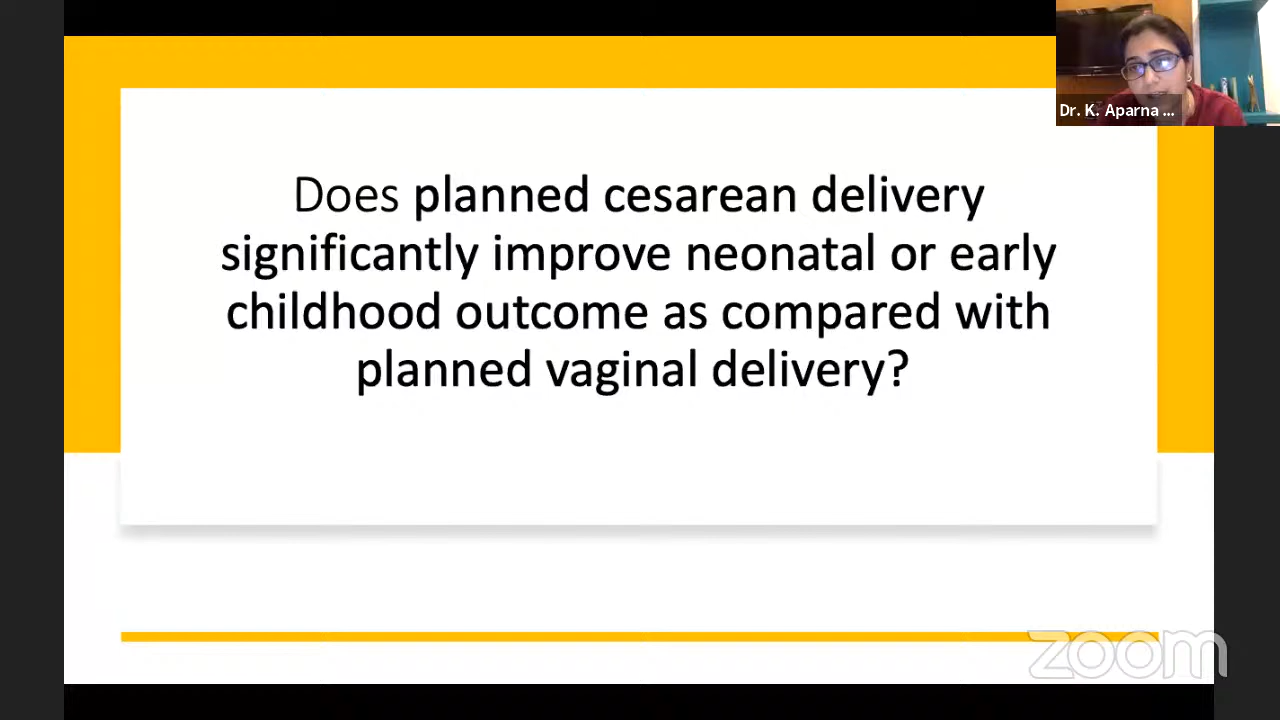 Dr. K. Aparna ...
Does planned cesarean delivery
significantly improve neonatal or early
childhood outcome as compared with
planned vaginal delivery?
zoom